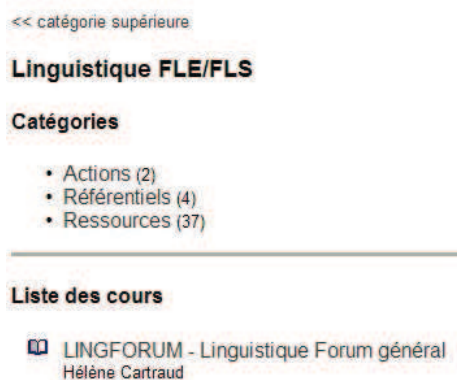 << catégorie supérieure
Linguistique FLE/FLS
Catégories
• Actions (2)
• Référentiels (4)
• Ressources (37)
Liste des cours
LINGFORUM - Linguistique Forum général
Hélène Cartraud